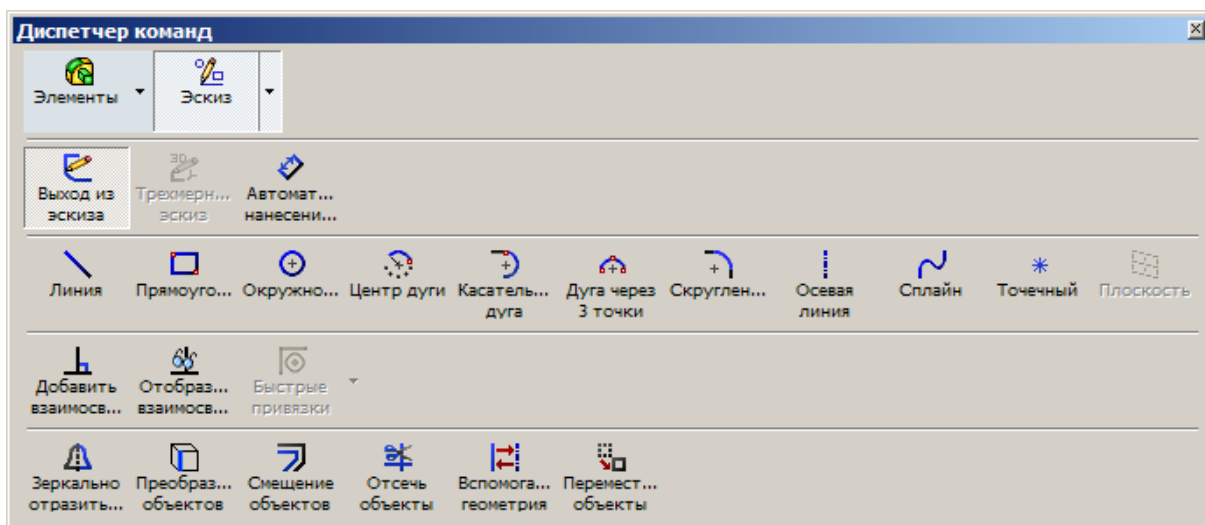 Диспетчер команд
Элементы Эскиз
Выход из Трехмерн... Автомат...
эскиза эскиз нанесени...
Линия Прямоуго... Окружно... Центр дуги Касатель... Дуга через Скруглен... Осевая Сплайн Точечный Плоскость
дуга 3 точки линия
Добавить Отображ... Быстрые
взаимосв... взаимосв... привязки
Зеркально Преобраз... Смещение Отсечь Вспомога... Перемест...
отразить... объектов объектов объекты геометрия объекты